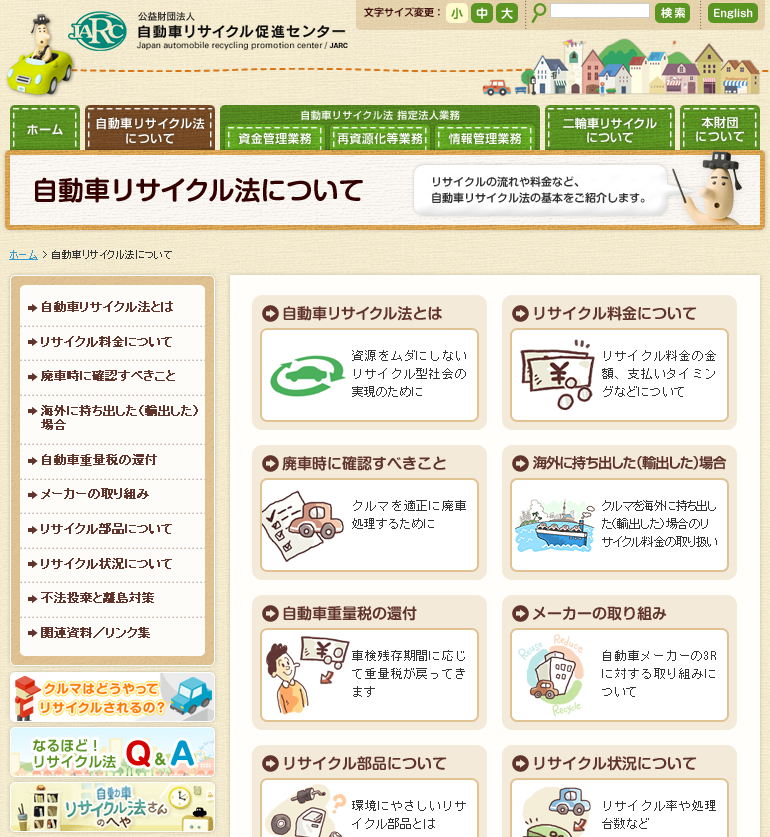 JARC
公益財団法人
自動車リサイクル促進センター
Japan automobile recycling promotion center / JARC
文字サイズ変更： 小 中 大
検索
English
ホーム
自動車リサイクル法
について
自動車リサイクル法 指定法人業務
資金管理業務
再資源化等業務
情報管理業務
二輪車リサイクル
について
本財団
について
自動車リサイクル法について
リサイクルの流れや料金など、
自動車リサイクル法の基本をご紹介します。
ホーム > 自動車リサイクル法について
自動車リサイクル法とは
リサイクル料金について
廃車時に確認すべきこと
海外に持ち出した（輸出した）
場合
自動車重量税の還付
メーカーの取り組み
リサイクル部品について
リサイクル状況について
不法投棄と離島対策
関連資料／リンク集
クルマはどうやって
リサイクルされるの？
なるほど！
リサイクル法 Q&A
自動車
リサイクル法さん
のへや
自動車リサイクル法とは
資源をムダにしない
リサイクル型社会の
実現のために
リサイクル料金について
¥
リサイクル料金の金
額、支払いタイミン
グなどについて
廃車時に確認すべきこと
クルマを適正に廃車
処理するために
海外に持ち出した（輸出した）場合
クルマを海外に持ち出し
た（輸出した）場合のリ
サイクル料金の取り扱い
自動車重量税の還付
¥
車検残存期間に応じ
て重量税が戻ってき
ます
メーカーの取り組み
Reuse
Reduce
Recycle
自動車メーカーの3R
に対する取り組みに
ついて
リサイクル部品について
?
環境にやさしいリサ
イクル部品とは
リサイクル状況について
リサイクル率や処理
台数など